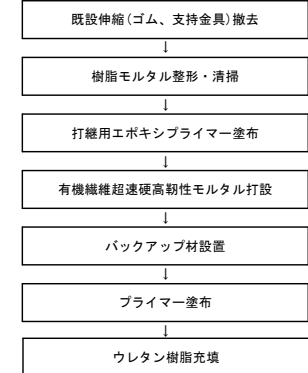 既設伸縮(ゴム、支持金具)撤去
↓
樹脂モルタル整形・清掃
↓
打継用エポキシプライマー塗布
↓
有機繊維超速硬高靭性モルタル打設
↓
バックアップ材設置
↓
プライマー塗布
↓
ウレタン樹脂充填